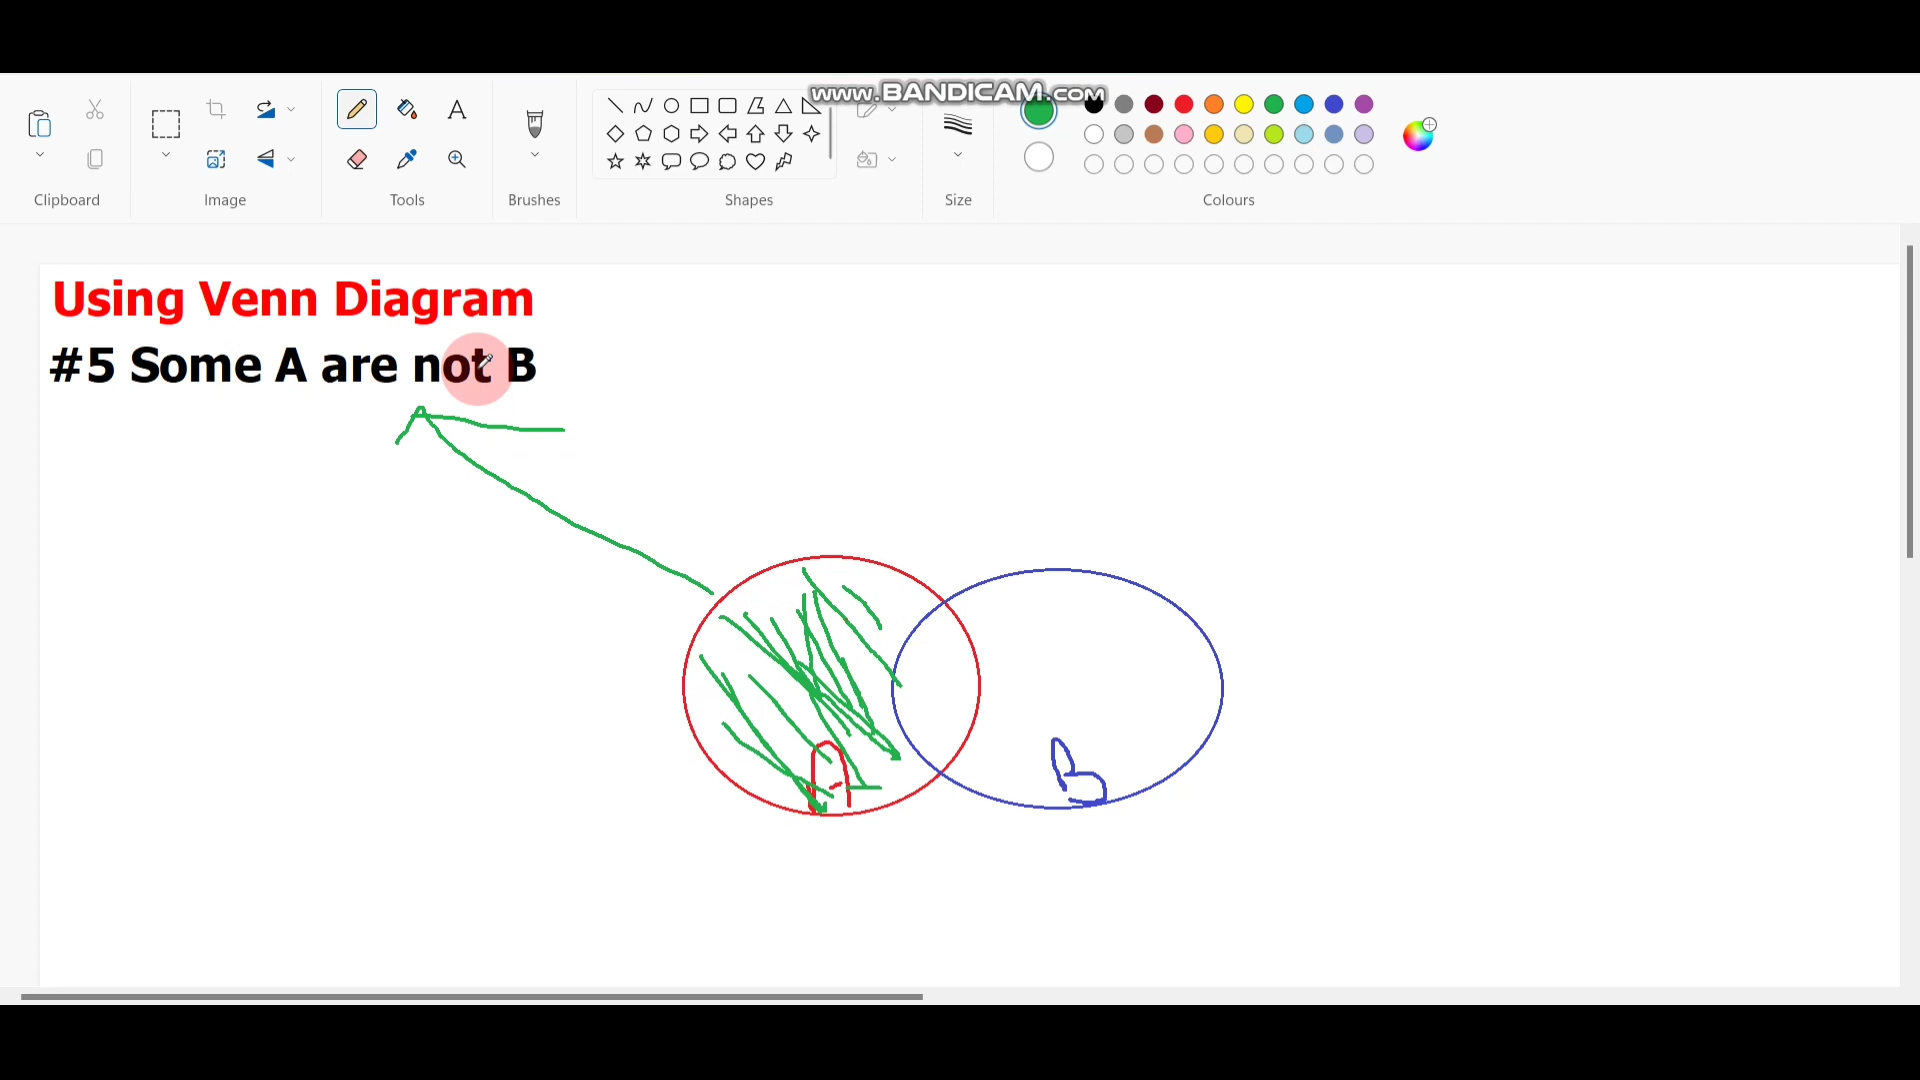 www.BANDICAM.com
Clipboard
Image
Tools
Brushes
Shapes
Size
Colours
Using Venn Diagram
#5 Some A are not B
A
B